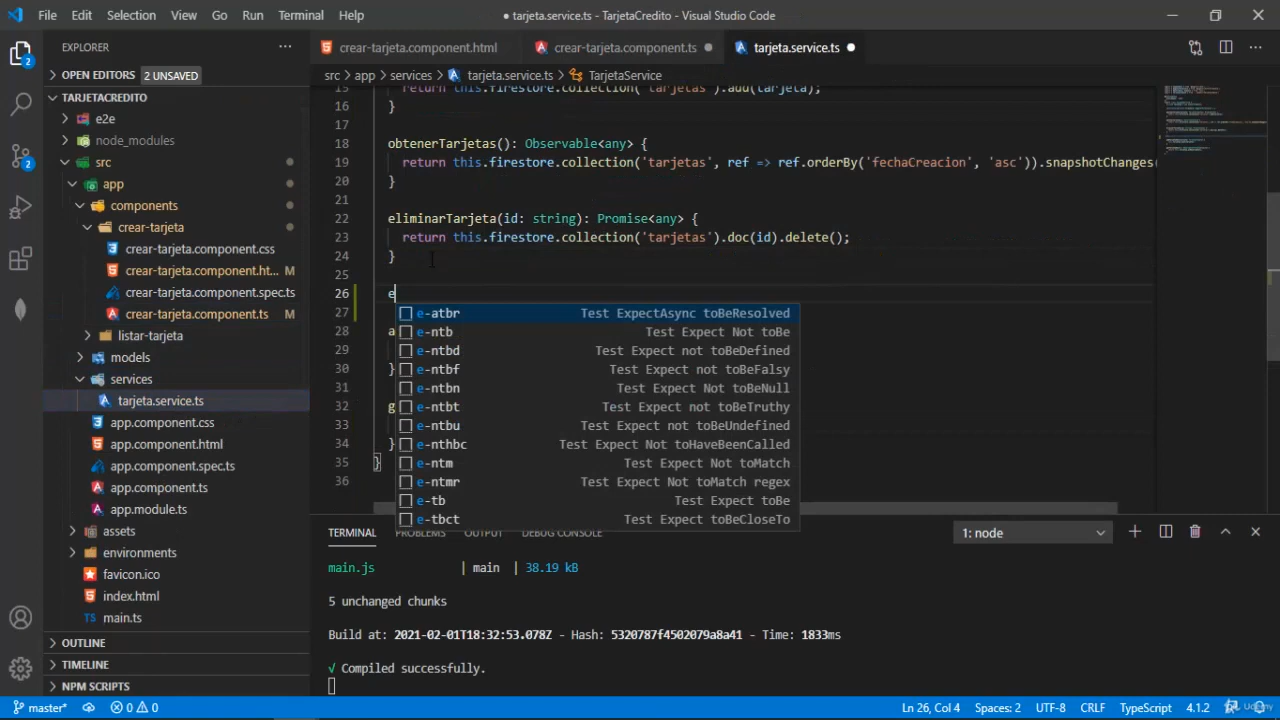 File Edit Selection View Go Run Terminal Help
● tarjeta.service.ts - TarjetaCredito - Visual Studio Code
EXPLORER
OPEN EDITORS 2 UNSAVED
TARJETACREDITO
e2e
node_modules
src
app
components
crear-tarjeta
crear-tarjeta.component.css
crear-tarjeta.component.ht... M
crear-tarjeta.component.spec.ts
crear-tarjeta.component.ts M
listar-tarjeta
models
services
tarjeta.service.ts
app.component.css
app.component.html
app.component.spec.ts
app.component.ts
app.module.ts
assets
environments
favicon.ico
index.html
main.ts
OUTLINE
TIMELINE
NPM SCRIPTS
crear-tarjeta.component.html
crear-tarjeta.component.ts ●
tarjeta.service.ts ●
src > app > services > tarjeta.service.ts > TarjetaService
15 return this.firestore.collection('tarjetas').add(tarjeta);
16 }
17
18 obtenerTarjetas(): Observable<any> {
19 return this.firestore.collection('tarjetas', ref => ref.orderBy('fechaCreacion', 'asc')).snapshotChanges(
20 }
21
22 eliminarTarjeta(id: string): Promise<any> {
23 return this.firestore.collection('tarjetas').doc(id).delete();
24 }
25
26 e
27
28 a
29
30 }
31
32 g
33
34 }
35 }
36
e-atbr Test ExpectAsync toBeResolved
e-ntb Test Expect Not toBe
e-ntbd Test Expect not toBeDefined
e-ntbf Test Expect not toBeFalsy
e-ntbn Test Expect Not toBeNull
e-ntbt Test Expect not toBeTruthy
e-ntbu Test Expect not toBeUndefined
e-nthbc Test Expect Not toHaveBeenCalled
e-ntm Test Expect Not toMatch
e-ntmr Test Expect Not toMatch regex
e-tb Test Expect toBe
e-tbct Test Expect toBeCloseTo
TERMINAL PROBLEMS OUTPUT DEBUG CONSOLE
1: node
main.js | main | 38.19 kB
5 unchanged chunks
Build at: 2021-02-01T18:32:53.078Z - Hash: 5320787f4502079a8a41 - Time: 1833ms
√ Compiled successfully.
master* 0 0
Ln 26, Col 4 Spaces: 2 UTF-8 CRLF TypeScript 4.1.2
Udemy